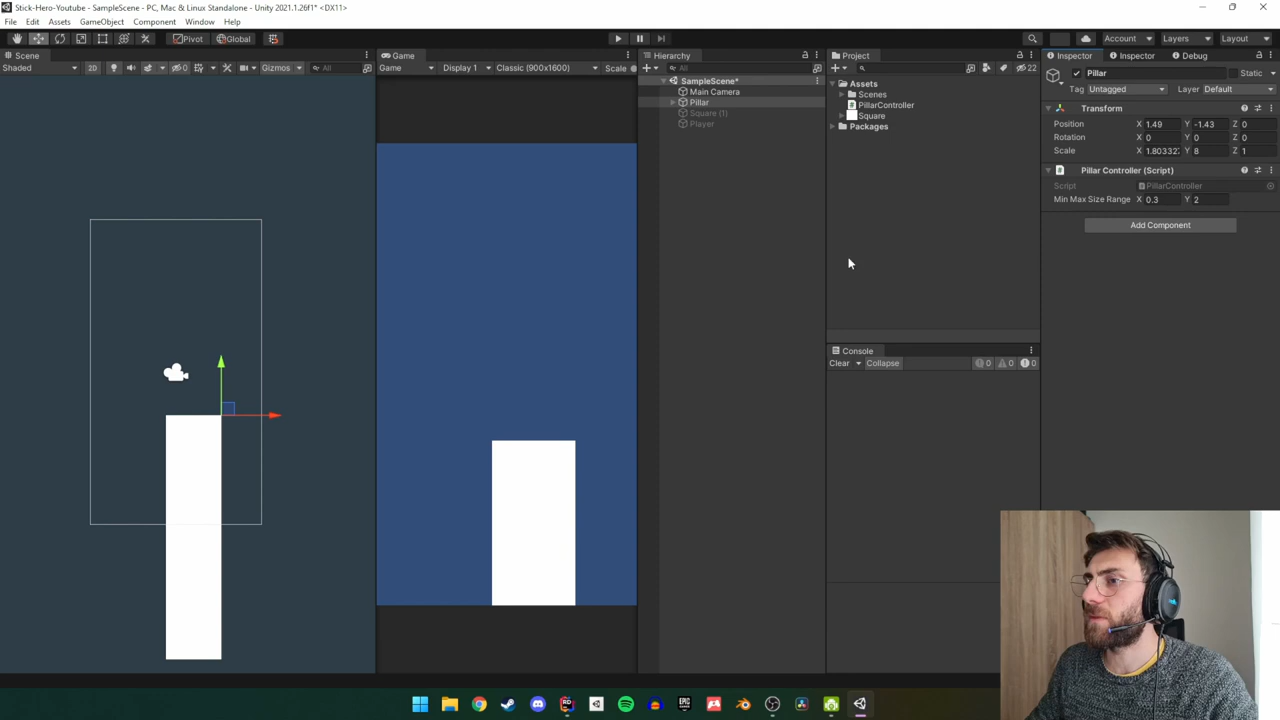 Stick-Hero-Youtube - SampleScene - PC, Mac & Linux Standalone - Unity 2021.1.26f1* <DX11>
File Edit Assets GameObject Component Window Help
Pivot Global Account Layers Layout
Scene Game Hierarchy Project Inspector Inspector Debug
Shaded 2D 0 Gizmos All Game Display 1 Classic (900x1600) Scale All 22
Pillar Static
SampleScene*
Assets
Tag Untagged Layer Default
Main Camera
Scenes
Pillar
PillarController
Transform
Square (1)
Square
Player
Packages
Position X 1.49 Y -1.43 Z 0
Rotation X 0 Y 0 Z 0
Scale X 1.80332 Y 8 Z 1
Pillar Controller (Script)
Script PillarController
Min Max Size Range X 0.3 Y 2
Add Component
Console
Clear Collapse 0 0 0